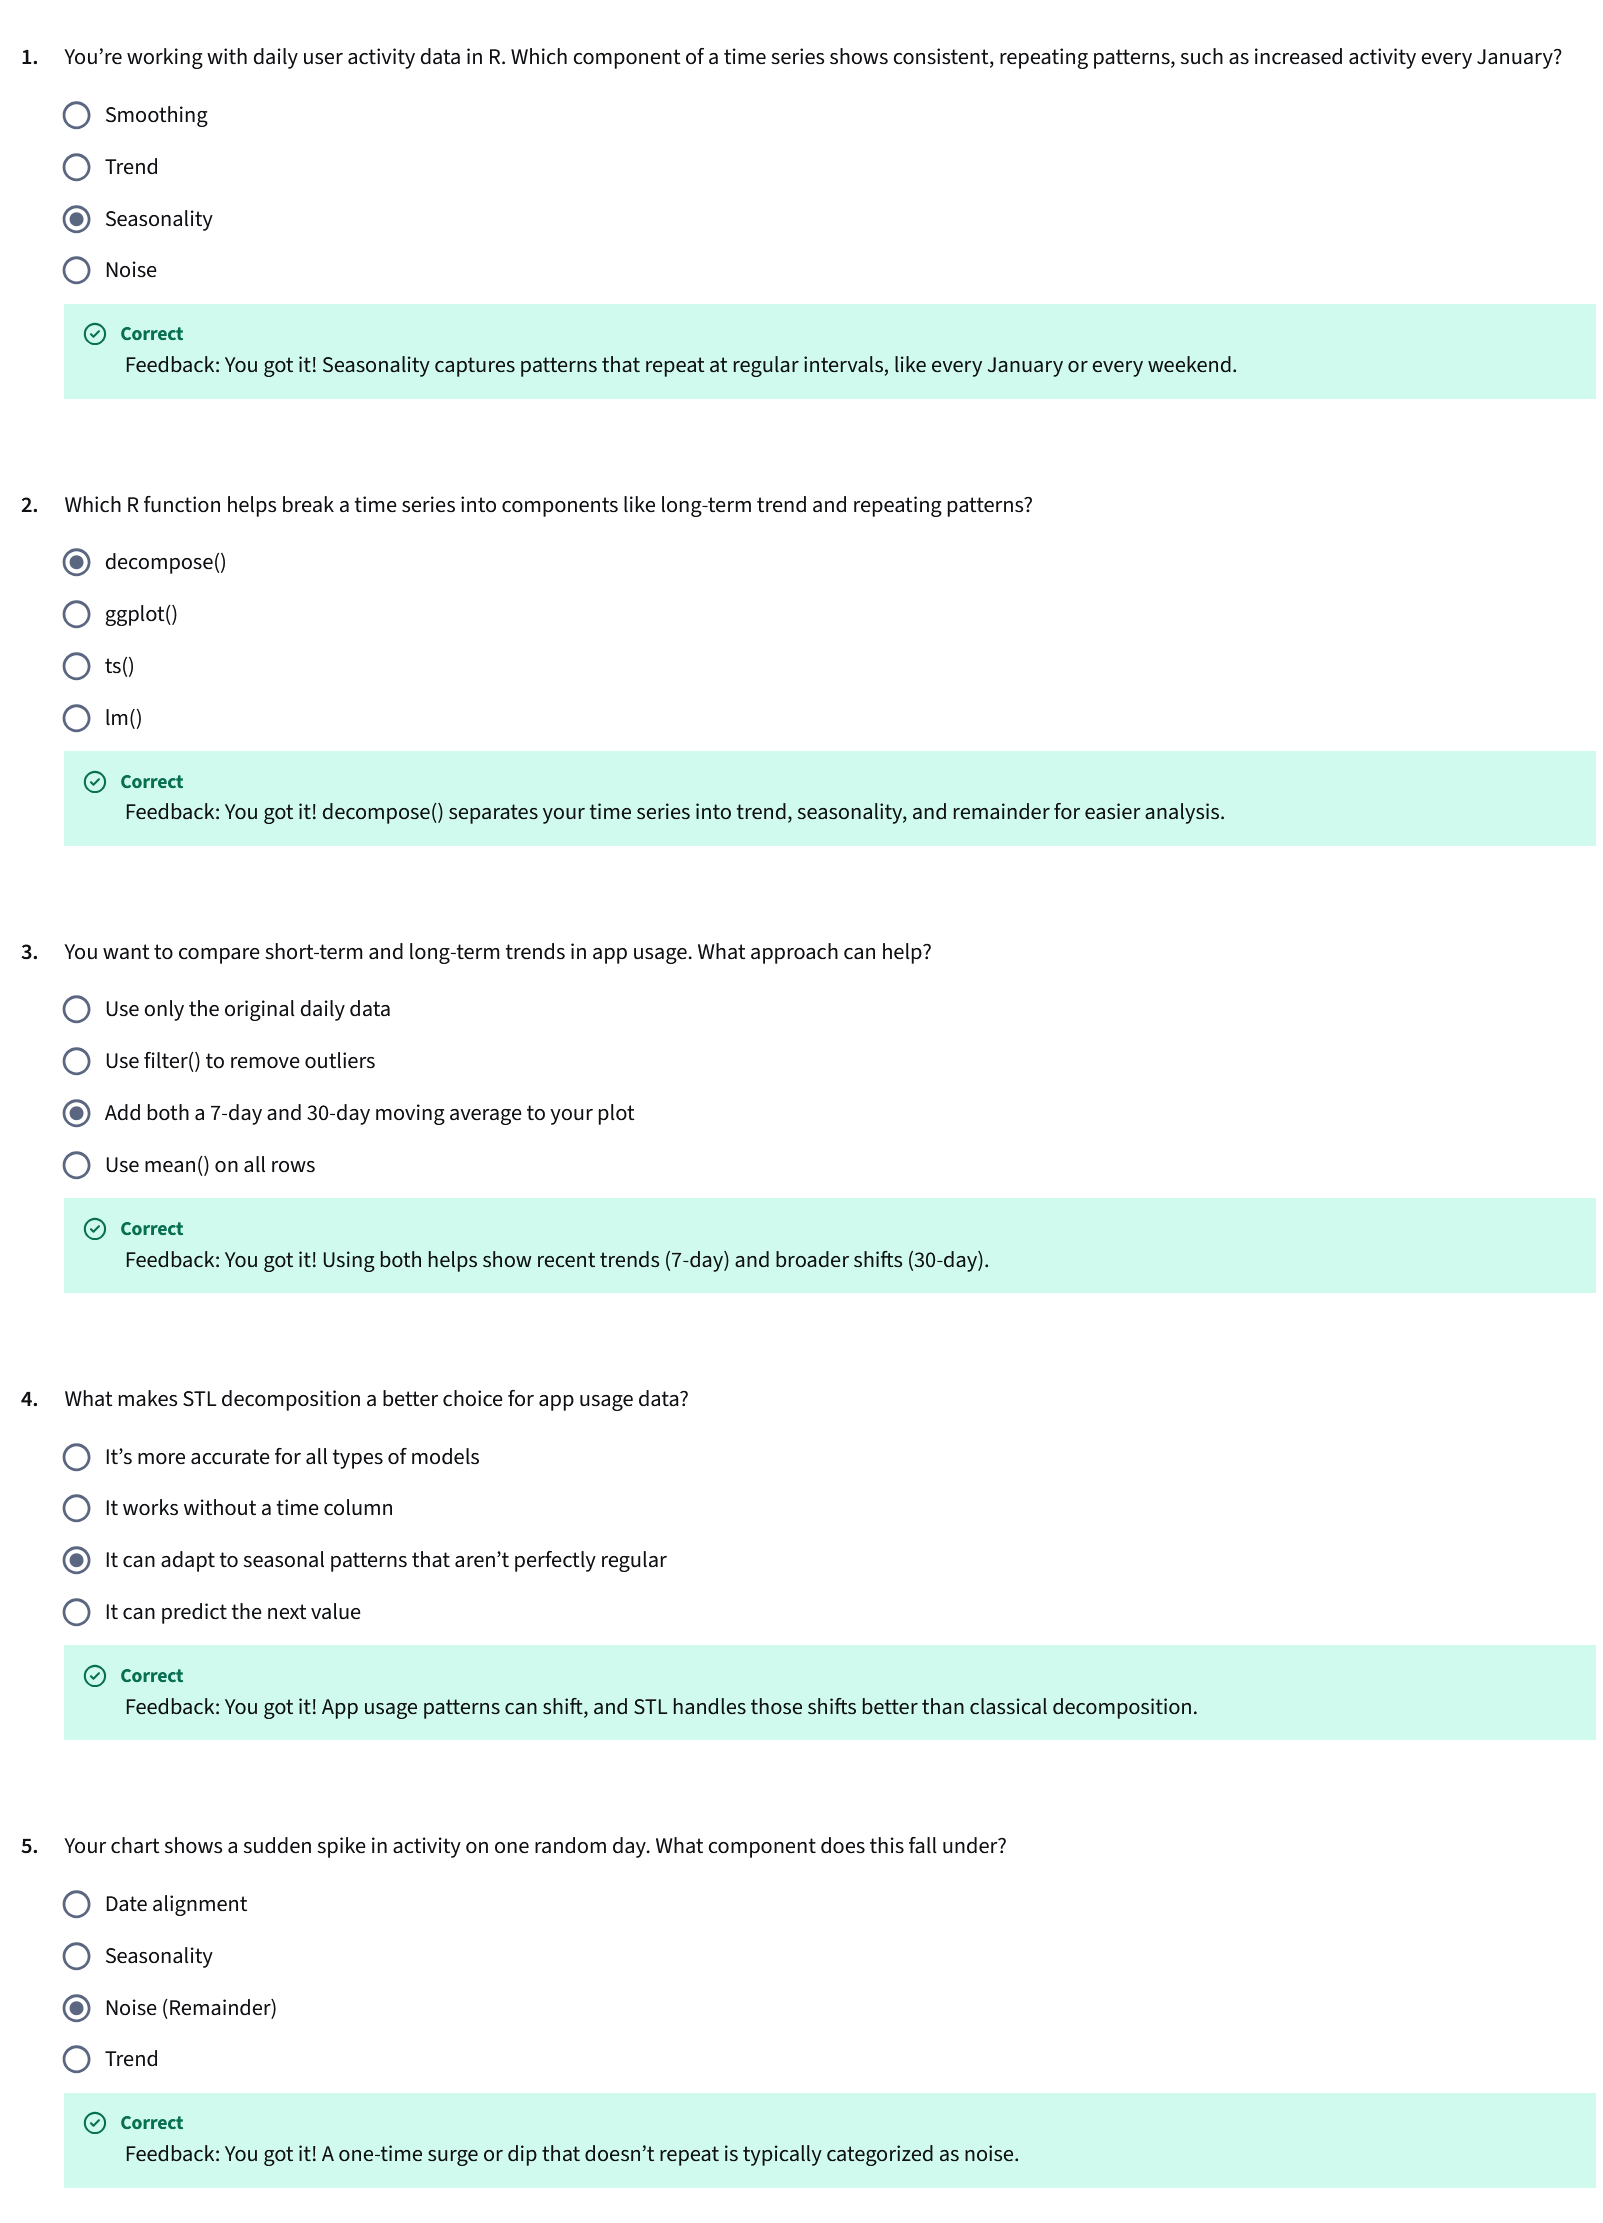 1. You’re working with daily user activity data in R. Which component of a time series shows consistent, repeating patterns, such as increased activity every January?
Smoothing
Trend
Seasonality
Noise
Correct
Feedback: You got it! Seasonality captures patterns that repeat at regular intervals, like every January or every weekend.
2. Which R function helps break a time series into components like long-term trend and repeating patterns?
decompose()
ggplot()
ts()
lm()
Correct
Feedback: You got it! decompose() separates your time series into trend, seasonality, and remainder for easier analysis.
3. You want to compare short-term and long-term trends in app usage. What approach can help?
Use only the original daily data
Use filter() to remove outliers
Add both a 7-day and 30-day moving average to your plot
Use mean() on all rows
Correct
Feedback: You got it! Using both helps show recent trends (7-day) and broader shifts (30-day).
4. What makes STL decomposition a better choice for app usage data?
It’s more accurate for all types of models
It works without a time column
It can adapt to seasonal patterns that aren’t perfectly regular
It can predict the next value
Correct
Feedback: You got it! App usage patterns can shift, and STL handles those shifts better than classical decomposition.
5. Your chart shows a sudden spike in activity on one random day. What component does this fall under?
Date alignment
Seasonality
Noise (Remainder)
Trend
Correct
Feedback: You got it! A one-time surge or dip that doesn’t repeat is typically categorized as noise.